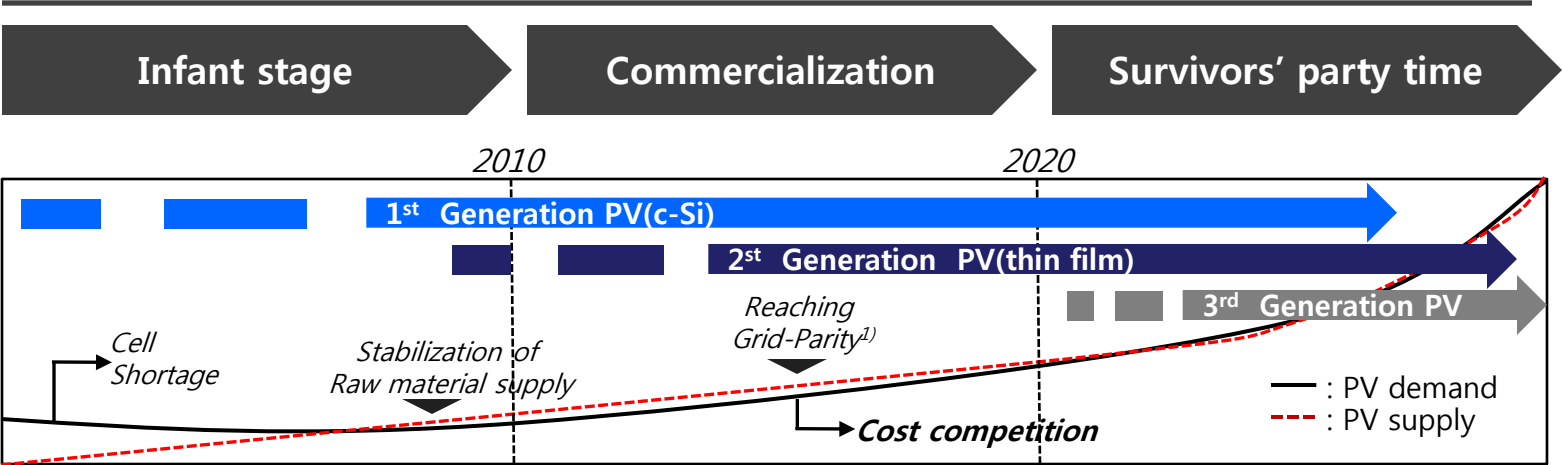 Infant stage
Commercialization
Survivors' party time
2010
2020
1st Generation PV(c-Si)
2st Generation PV(thin film)
3rd Generation PV
Reaching
Grid-Parity1)
Cell
Shortage
Stabilization of
Raw material supply
Cost competition
: PV demand
: PV supply